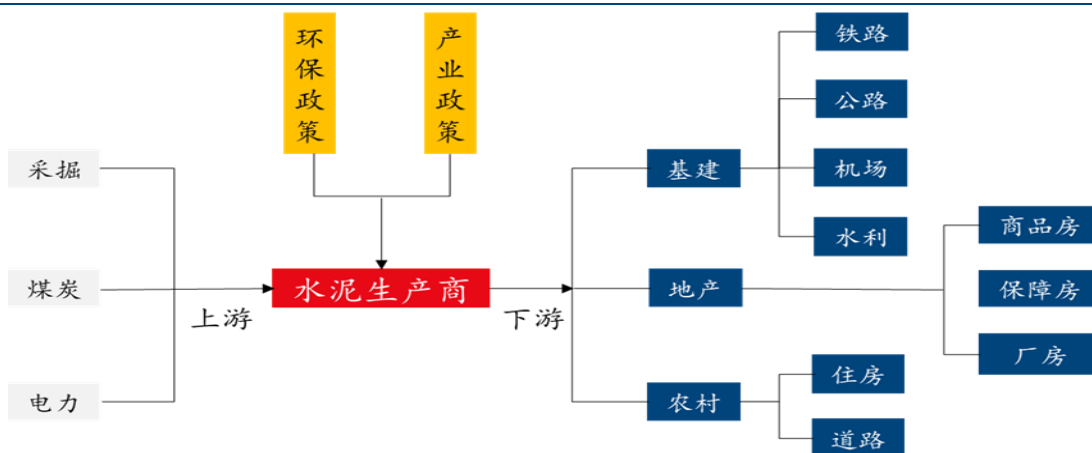 环保政策
产业政策
采掘
煤炭
电力
上游
水泥生产商
下游
基建
地产
农村
铁路
公路
机场
水利
商品房
保障房
厂房
住房
道路